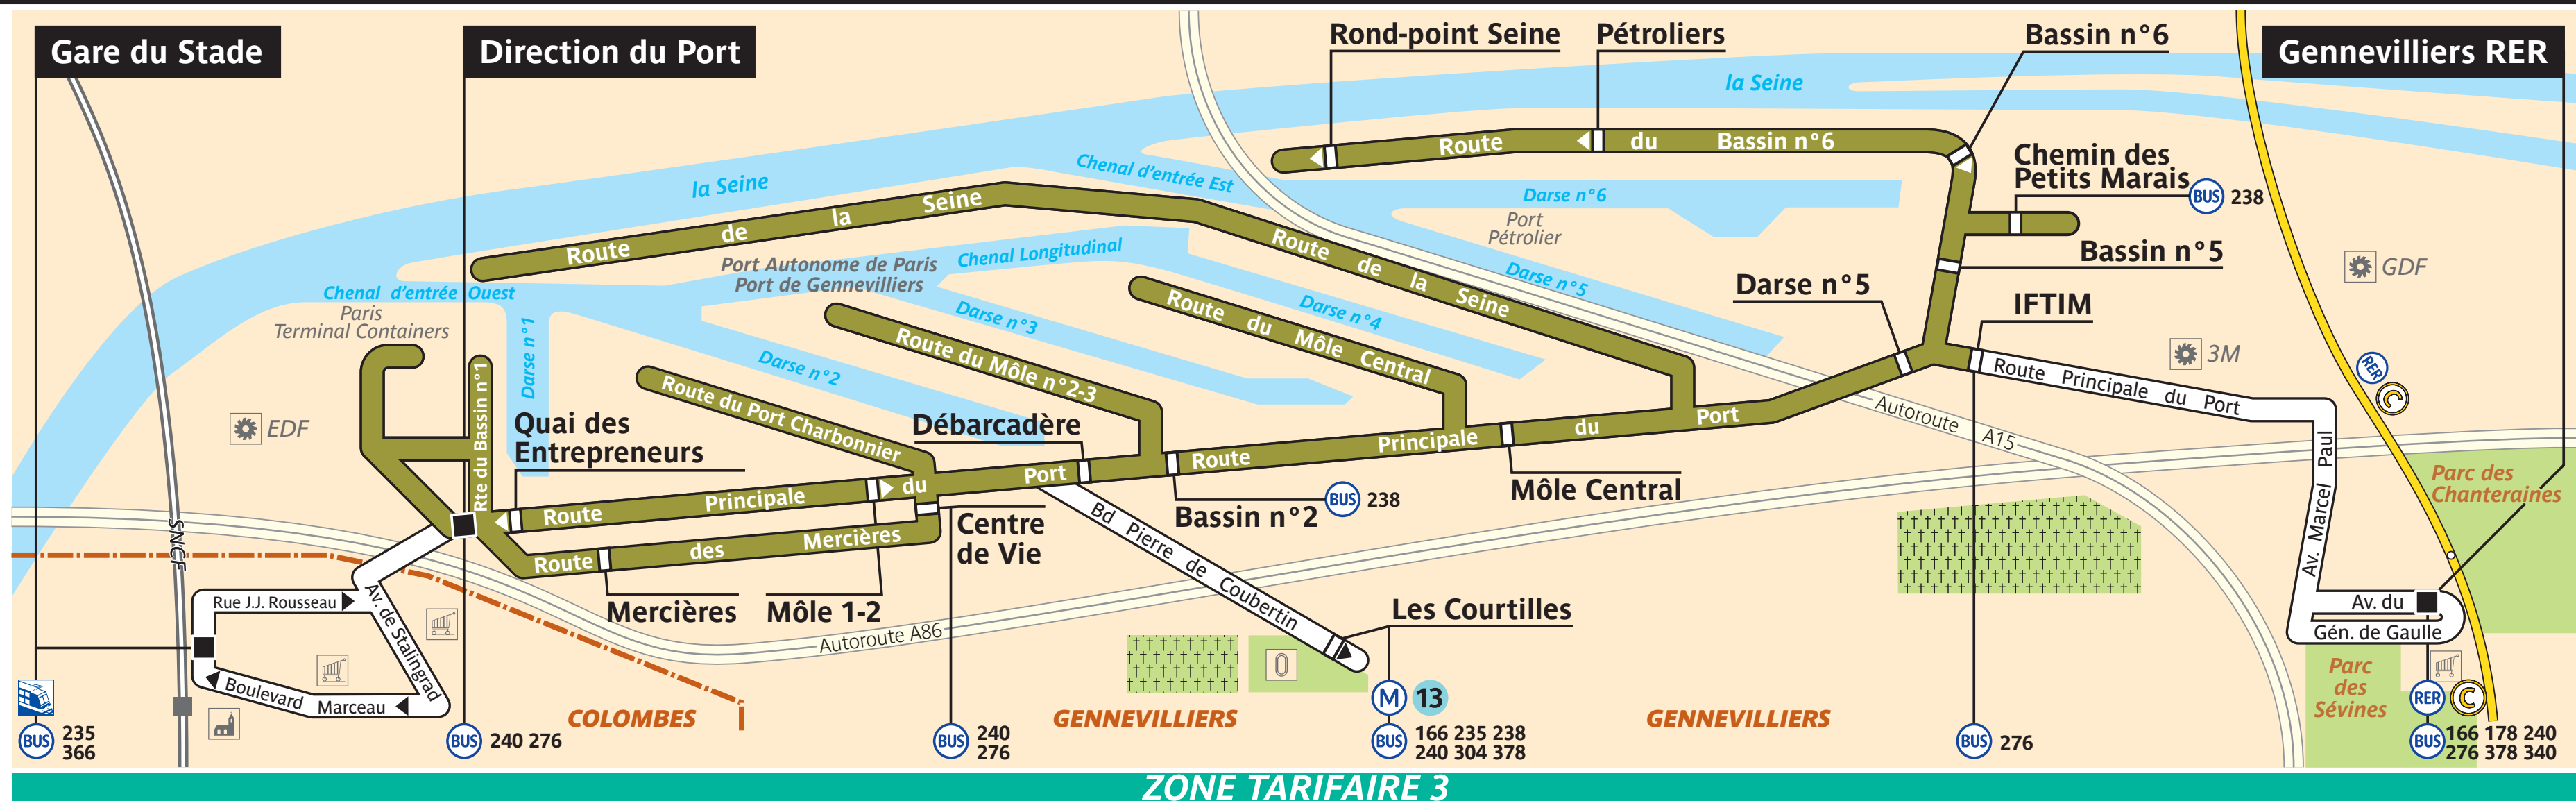 Gare du Stade
Direction du Port
Rond-point Seine
Pétroliers
Bassin n°6
Gennevilliers RER
la Seine
Route du Bassin n°6
Chemin des
Petits Marais
BUS 238
Chenal d'entrée Est
la Seine
Darse n°6
Port
Pétrolier
Route de la Seine
Route de la Seine
Bassin n°5
GDF
Port Autonome de Paris
Port de Gennevilliers
Chenal Longitudinal
Darse n°5
Darse n°5
IFTIM
Chenal d'entrée Ouest
Paris
Terminal Containers
Darse n°1
Darse n°3
Darse n°4
Route du Môle Central
Route du Môle n°2-3
Darse n°2
3M
RER C
Route Principale du Port
Rte du Bassin n°1
Route du Port Charbonnier
EDF
Quai des
Entrepreneurs
Débarcadère
Autoroute A15
Route Principale du Port
Route Principale du Port
Môle Central
Bassin n°2
BUS 238
Av. Marcel Paul
Parc des
Chanteraines
SNCF
Route des Mercières
Centre
de Vie
Bd Pierre de Coubertin
Mercières
Môle 1-2
Les Courtilles
Rue J.J. Rousseau
Av. de Stalingrad
Boulevard Marceau
Autoroute A86
Av. du
Gén. de Gaulle
Parc
des
Sévines
COLOMBES
GENNEVILLIERS
GENNEVILLIERS
BUS 235
366
BUS 240 276
BUS 240
276
M 13
BUS 166 235 238
240 304 378
BUS 276
RER C
BUS 166 178 240
276 378 340
ZONE TARIFAIRE 3